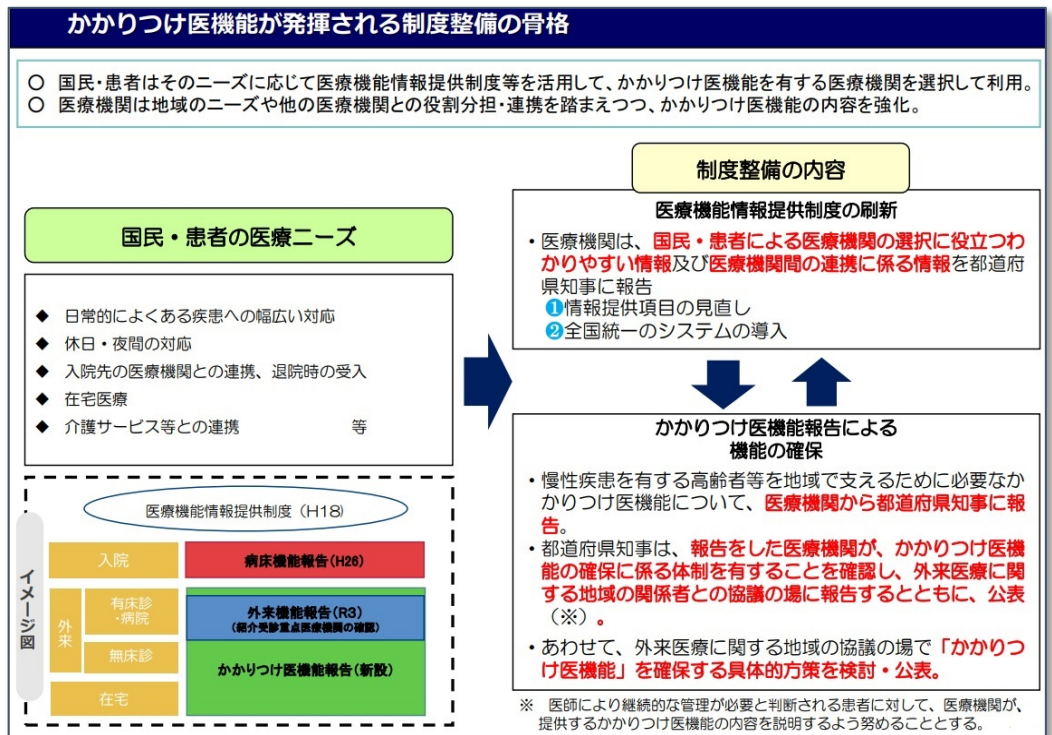 かかりつけ医機能が発揮される制度整備の骨格
○ 国民・患者はそのニーズに応じて医療機能情報提供制度等を活用して、かかりつけ医機能を有する医療機関を選択して利用。
○ 医療機関は地域のニーズや他の医療機関との役割分担・連携を踏まえつつ、かかりつけ医機能の内容を強化。
国民・患者の医療ニーズ
◆ 日常的によくある疾患への幅広い対応
◆ 休日・夜間の対応
◆ 入院先の医療機関との連携、退院時の受入
◆ 在宅医療
◆ 介護サービス等との連携 等
イメージ図
医療機能情報提供制度（H18）
入院
病床機能報告（H26）
外来
有床診
・病院
外来機能報告（R3）
（紹介受診重点医療機関の確認）
無床診
かかりつけ医機能報告（新設）
在宅
制度整備の内容
医療機能情報提供制度の刷新
・医療機関は、国民・患者による医療機関の選択に役立つわ
かりやすい情報及び医療機関間の連携に係る情報を都道府
県知事に報告
❶情報提供項目の見直し
❷全国統一のシステムの導入
かかりつけ医機能報告による
機能の確保
・慢性疾患を有する高齢者等を地域で支えるために必要なか
かりつけ医機能について、医療機関から都道府県知事に報
告。
・都道府県知事は、報告をした医療機関が、かかりつけ医機
能の確保に係る体制を有することを確認し、外来医療に関
する地域の関係者との協議の場に報告するとともに、公表
（※）。
・あわせて、外来医療に関する地域の協議の場で「かかりつ
け医機能」を確保する具体的方策を検討・公表。
※ 医師により継続的な管理が必要と判断される患者に対して、医療機関が、
提供するかかりつけ医機能の内容を説明するよう努めることとする。